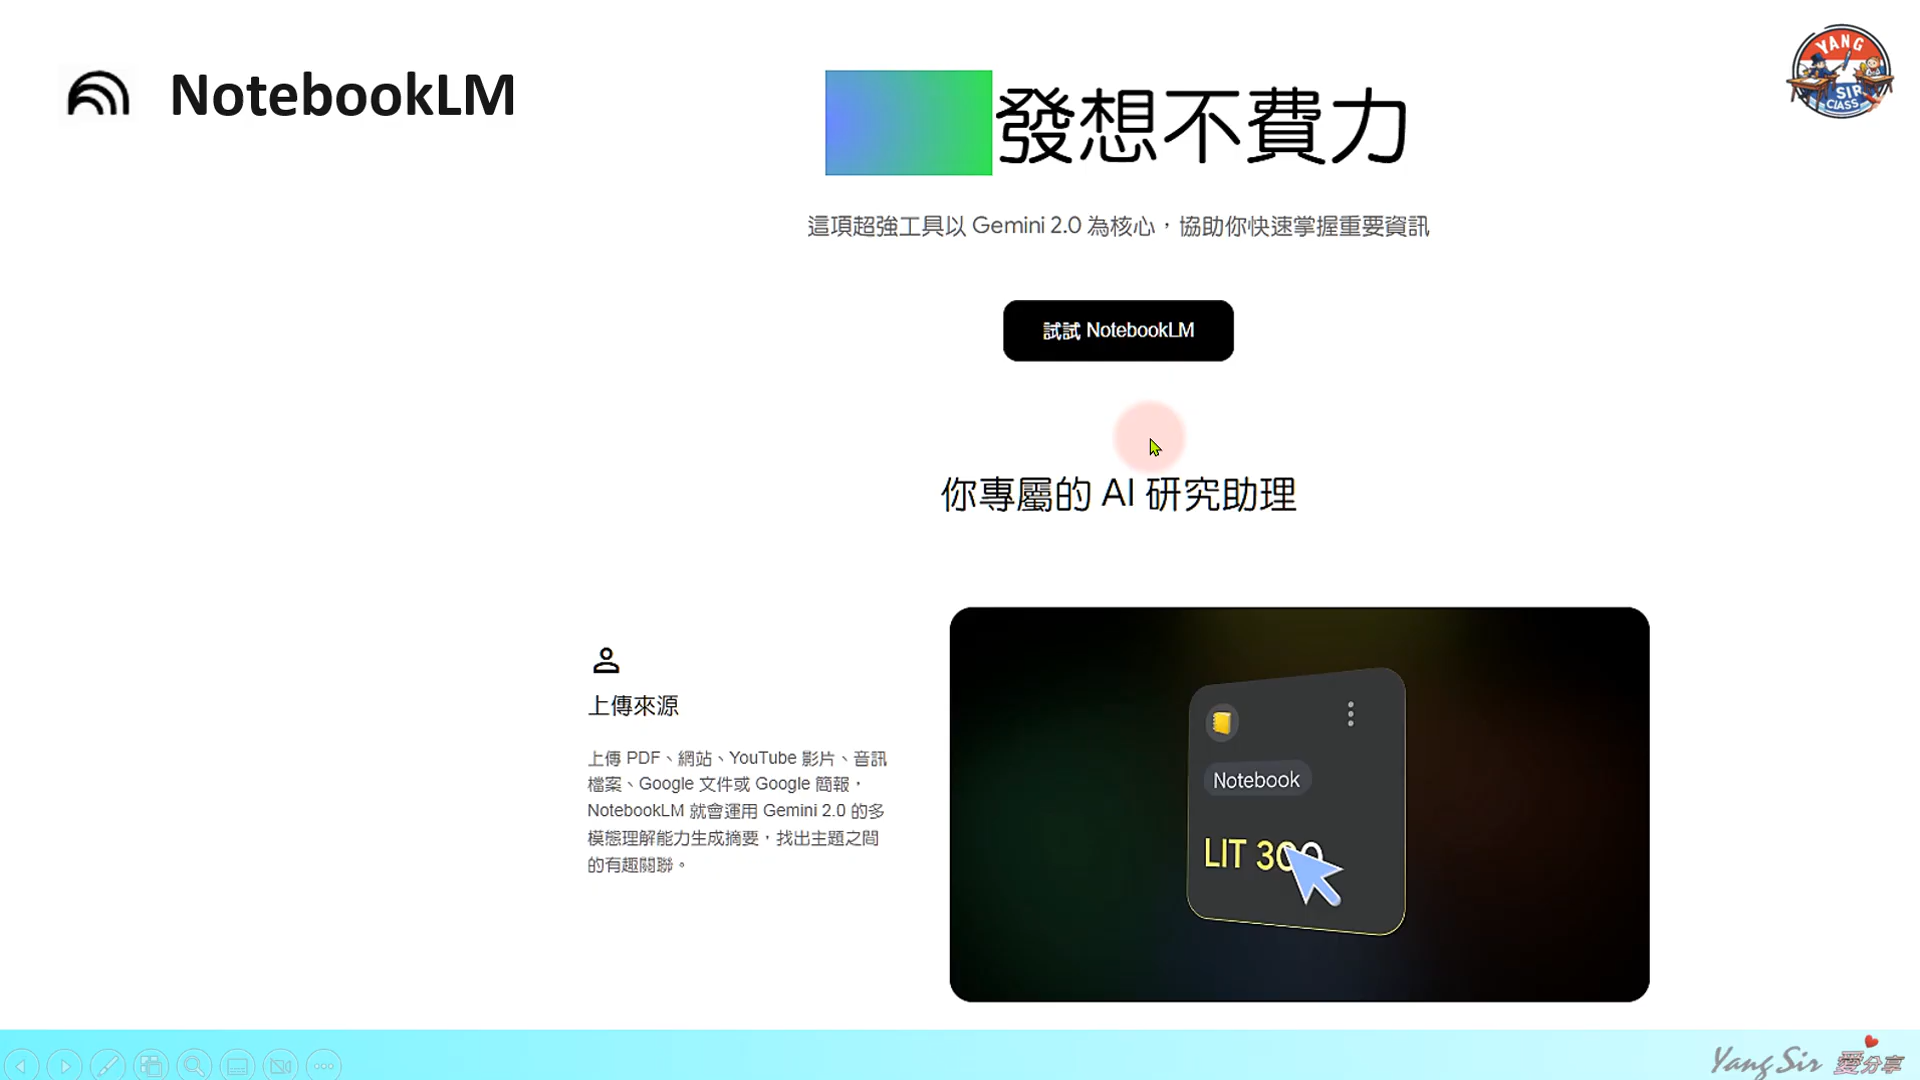 NotebookLM
發想不費力
YANG
SIR
CLASS
這項超強工具以 Gemini 2.0 為核心，協助你快速掌握重要資訊
試試 NotebookLM
你專屬的 AI 研究助理
上傳來源
上傳 PDF、網站、YouTube 影片、音訊
檔案、Google 文件或 Google 簡報，
NotebookLM 就會運用 Gemini 2.0 的多
模態理解能力生成摘要，找出主題之間
的有趣關聯。
Notebook
LIT 300
YangSir 愛分享